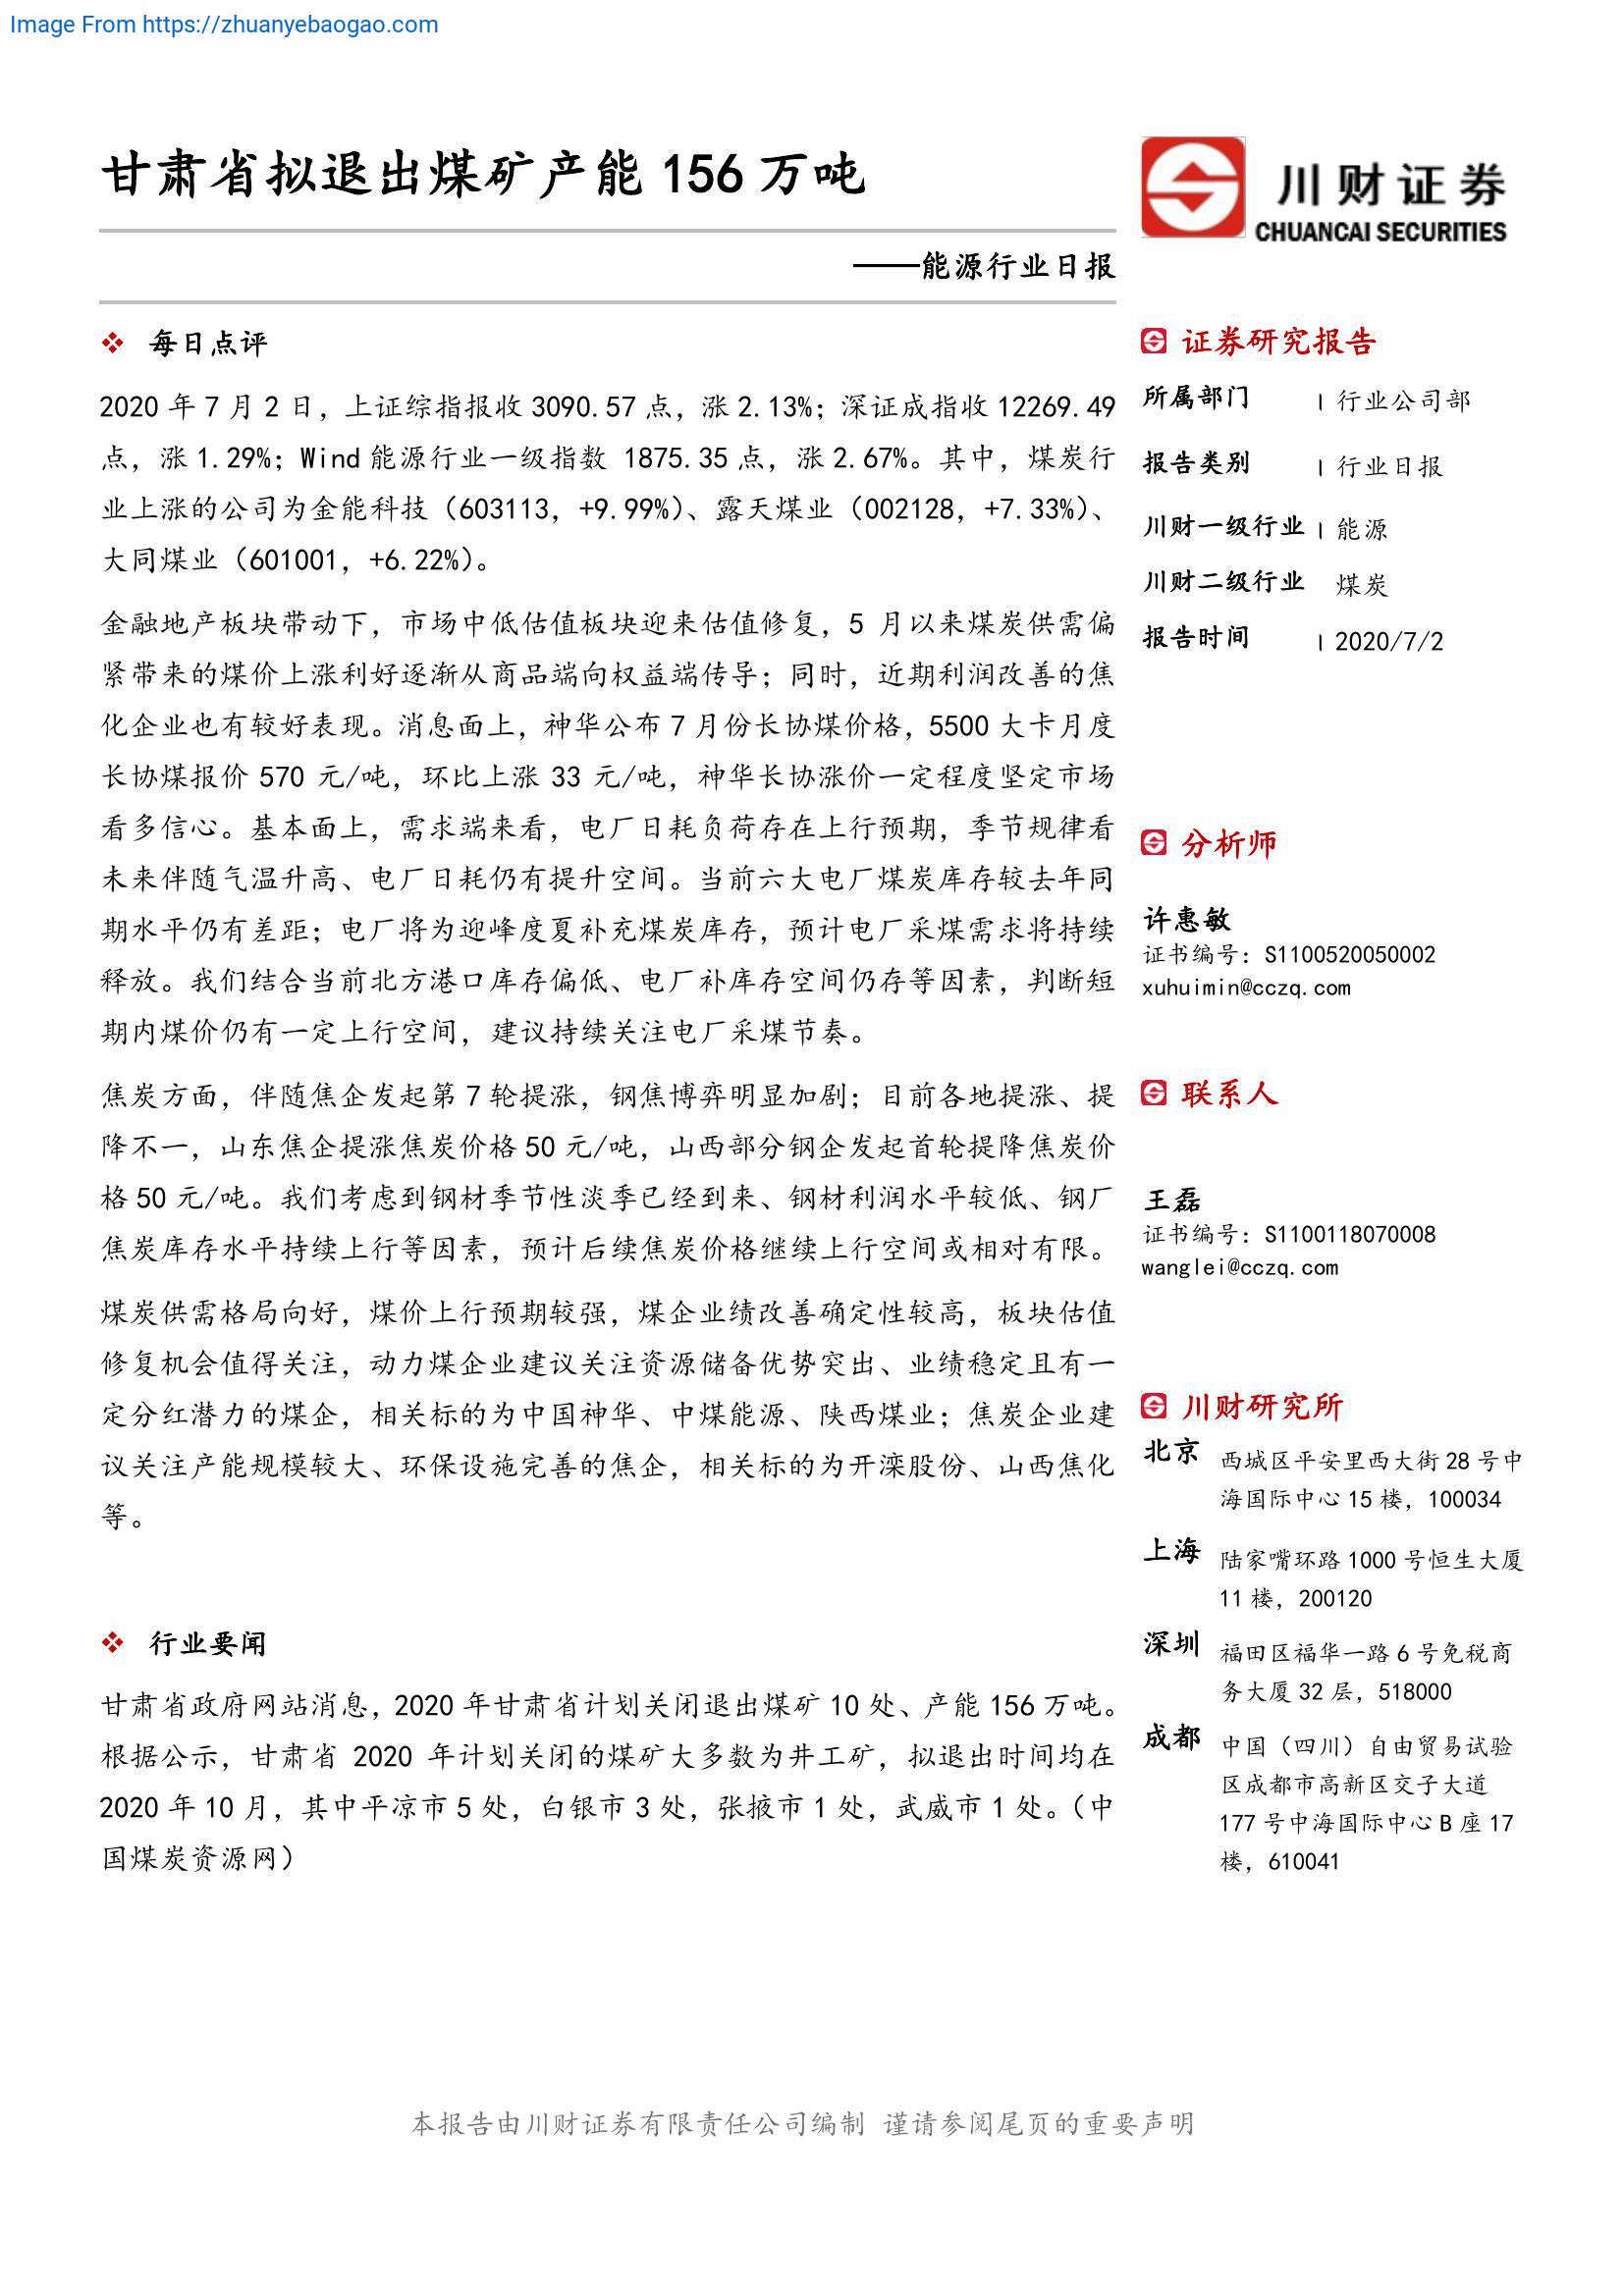 Image From https://zhuanyebaogao.com
甘肃省拟退出煤矿产能 156 万吨
川财证券
CHUANCAI SECURITIES
——能源行业日报
每日点评
2020 年 7 月 2 日，上证综指报收 3090.57 点，涨 2.13%；深证成指收 12269.49
点，涨 1.29%；Wind 能源行业一级指数 1875.35 点，涨 2.67%。其中，煤炭行
业上涨的公司为金能科技（603113，+9.99%）、露天煤业（002128，+7.33%）、
大同煤业（601001，+6.22%）。
金融地产板块带动下，市场中低估值板块迎来估值修复，5 月以来煤炭供需偏
紧带来的煤价上涨利好逐渐从商品端向权益端传导；同时，近期利润改善的焦
化企业也有较好表现。消息面上，神华公布 7 月份长协煤价格，5500 大卡月度
长协煤报价 570 元/吨，环比上涨 33 元/吨，神华长协涨价一定程度坚定市场
看多信心。基本面上，需求端来看，电厂日耗负荷存在上行预期，季节规律看
未来伴随气温升高、电厂日耗仍有提升空间。当前六大电厂煤炭库存较去年同
期水平仍有差距；电厂将为迎峰度夏补充煤炭库存，预计电厂采煤需求将持续
释放。我们结合当前北方港口库存偏低、电厂补库存空间仍存等因素，判断短
期内煤价仍有一定上行空间，建议持续关注电厂采煤节奏。
焦炭方面，伴随焦企发起第 7 轮提涨，钢焦博弈明显加剧；目前各地提涨、提
降不一，山东焦企提涨焦炭价格 50 元/吨，山西部分钢企发起首轮提降焦炭价
格 50 元/吨。我们考虑到钢材季节性淡季已经到来、钢材利润水平较低、钢厂
焦炭库存水平持续上行等因素，预计后续焦炭价格继续上行空间或相对有限。
煤炭供需格局向好，煤价上行预期较强，煤企业绩改善确定性较高，板块估值
修复机会值得关注，动力煤企业建议关注资源储备优势突出、业绩稳定且有一
定分红潜力的煤企，相关标的为中国神华、中煤能源、陕西煤业；焦炭企业建
议关注产能规模较大、环保设施完善的焦企，相关标的为开滦股份、山西焦化
等。
行业要闻
甘肃省政府网站消息，2020 年甘肃省计划关闭退出煤矿 10 处、产能 156 万吨。
根据公示，甘肃省 2020 年计划关闭的煤矿大多数为井工矿，拟退出时间均在
2020 年 10 月，其中平凉市 5 处，白银市 3 处，张掖市 1 处，武威市 1 处。（中
国煤炭资源网）
证券研究报告
所属部门 | 行业公司部
报告类别 | 行业日报
川财一级行业 | 能源
川财二级行业 煤炭
报告时间 | 2020/7/2
分析师
许惠敏
证书编号：S1100520050002
xuhuimin@cczq.com
联系人
王磊
证书编号：S1100118070008
wanglei@cczq.com
川财研究所
北京 西城区平安里西大街 28 号中
海国际中心 15 楼，100034
上海 陆家嘴环路 1000 号恒生大厦
11 楼，200120
深圳 福田区福华一路 6 号免税商
务大厦 32 层，518000
成都 中国（四川）自由贸易试验
区成都市高新区交子大道
177 号中海国际中心 B 座 17
楼，610041
本报告由川财证券有限责任公司编制 谨请参阅尾页的重要声明